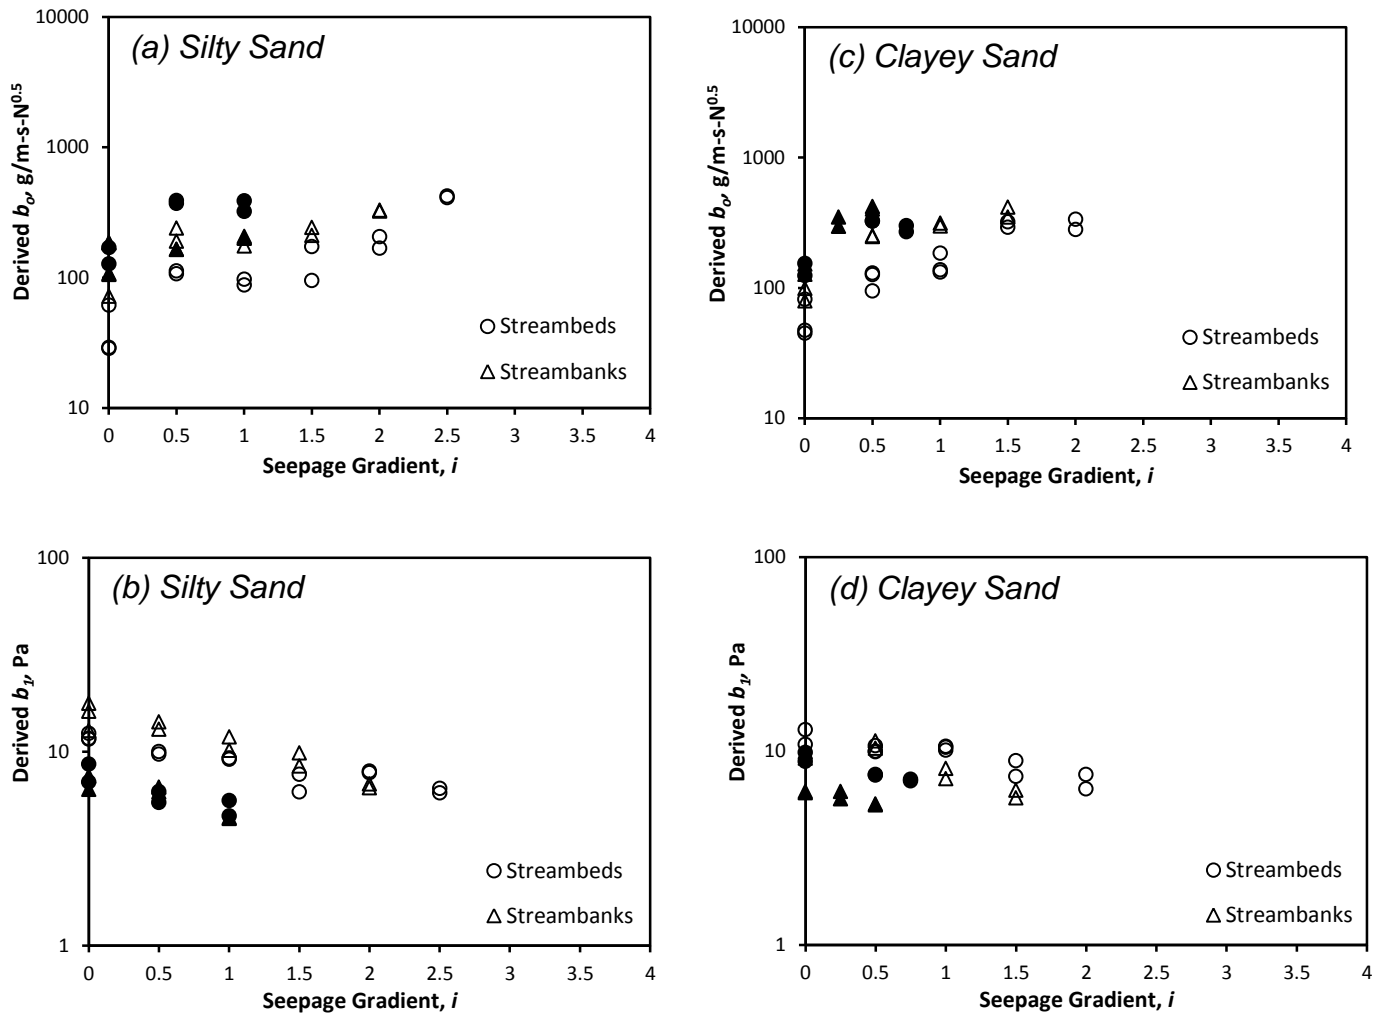 (a) Silty Sand
Derived bo, g/m-s-N0.5
10000
1000
100
10
0 0.5 1 1.5 2 2.5 3 3.5 4
Seepage Gradient, i
Streambeds
Streambanks
(c) Clayey Sand
Derived bo, g/m-s-N0.5
10000
1000
100
10
0 0.5 1 1.5 2 2.5 3 3.5 4
Seepage Gradient, i
Streambeds
Streambanks
(b) Silty Sand
Derived b1, Pa
100
10
1
0 0.5 1 1.5 2 2.5 3 3.5 4
Seepage Gradient, i
Streambeds
Streambanks
(d) Clayey Sand
Derived b1, Pa
100
10
1
0 0.5 1 1.5 2 2.5 3 3.5 4
Seepage Gradient, i
Streambeds
Streambanks